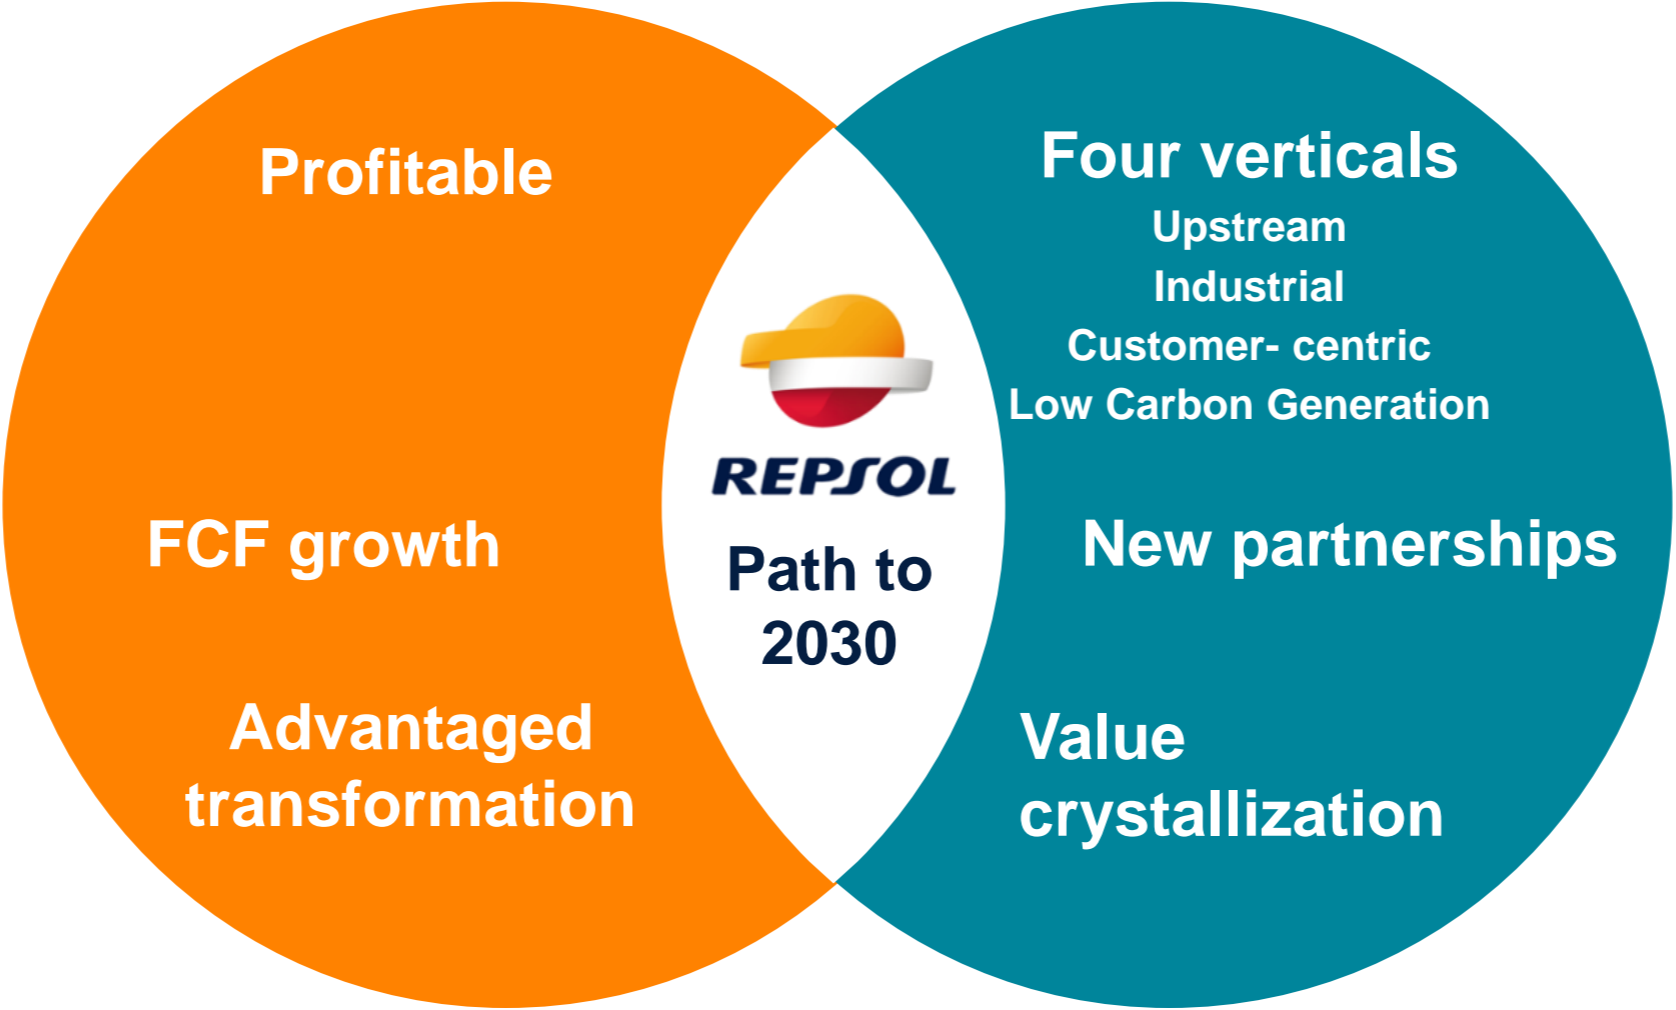 Profitable
FCF growth
Advantaged
transformation
REPSOL
Path to
2030
Four verticals
Upstream
Industrial
Customer- centric
Low Carbon Generation
New partnerships
Value
crystallization